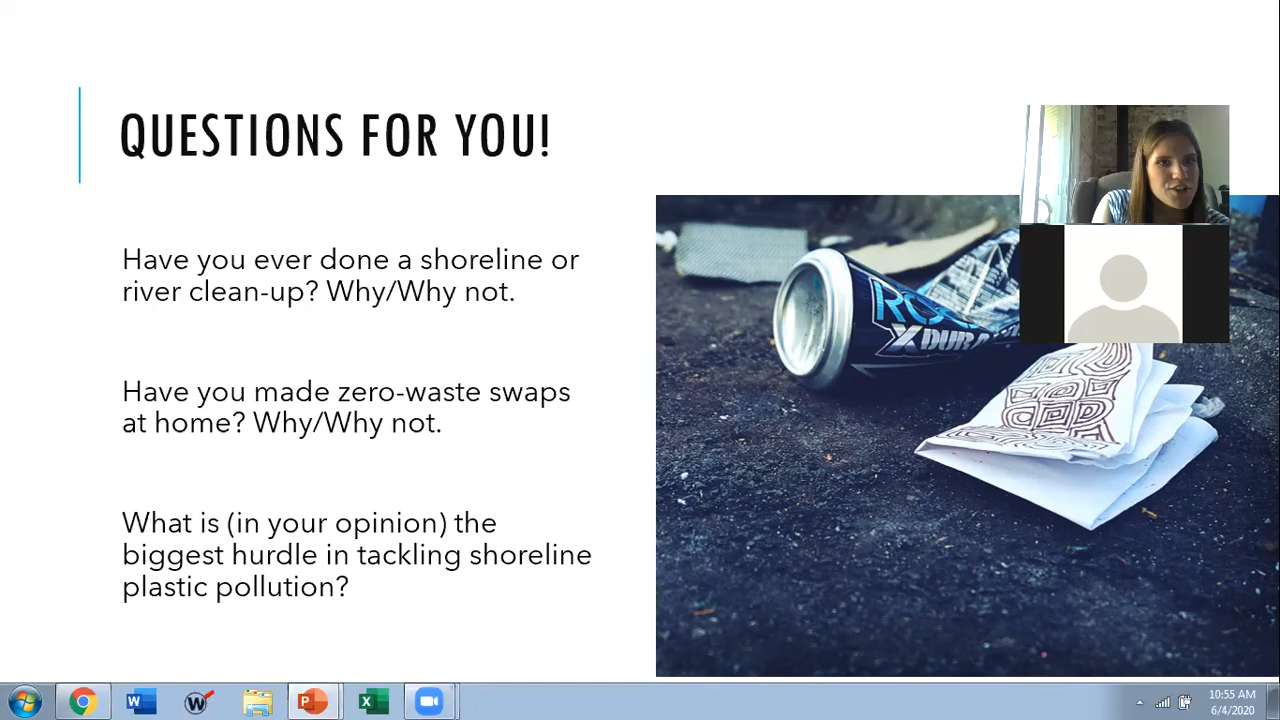 QUESTIONS FOR YOU!
Have you ever done a shoreline or
river clean-up? Why/Why not.
Have you made zero-waste swaps
at home? Why/Why not.
What is (in your opinion) the
biggest hurdle in tackling shoreline
plastic pollution?
XDURA
10:55 AM
6/4/2020